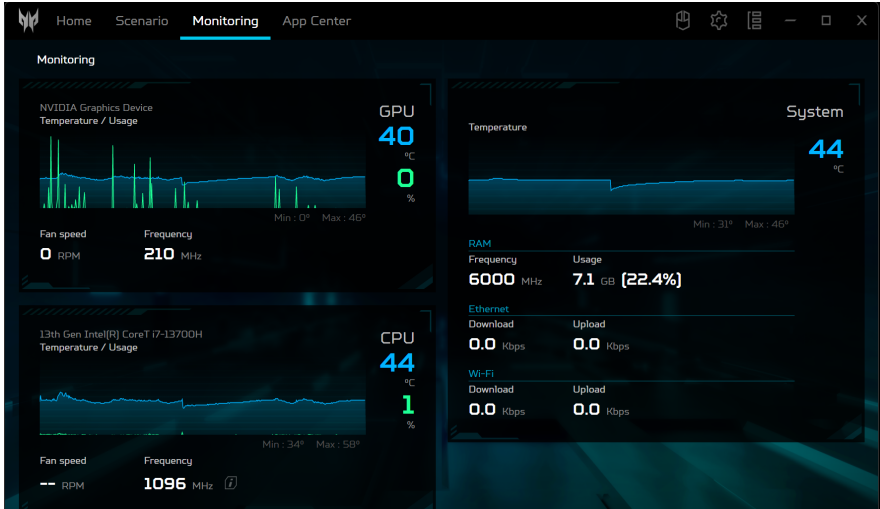 Home Scenario Monitoring App Center
Monitoring
NVIDIA Graphics Device
Temperature / Usage
GPU
40
°C
0
%
Min : 0° Max : 46°
Fan speed Frequency
0 RPM 210 MHz
13th Gen Intel(R) CoreT i7-13700H
Temperature / Usage
CPU
44
°C
1
%
Min : 34° Max : 58°
Fan speed Frequency
-- RPM 1096 MHz i
System
Temperature
44
°C
Min : 31° Max : 46°
RAM
Frequency Usage
6000 MHz 7.1 GB (22.4%)
Ethernet
Download Upload
0.0 Kbps 0.0 Kbps
Wi-Fi
Download Upload
0.0 Kbps 0.0 Kbps